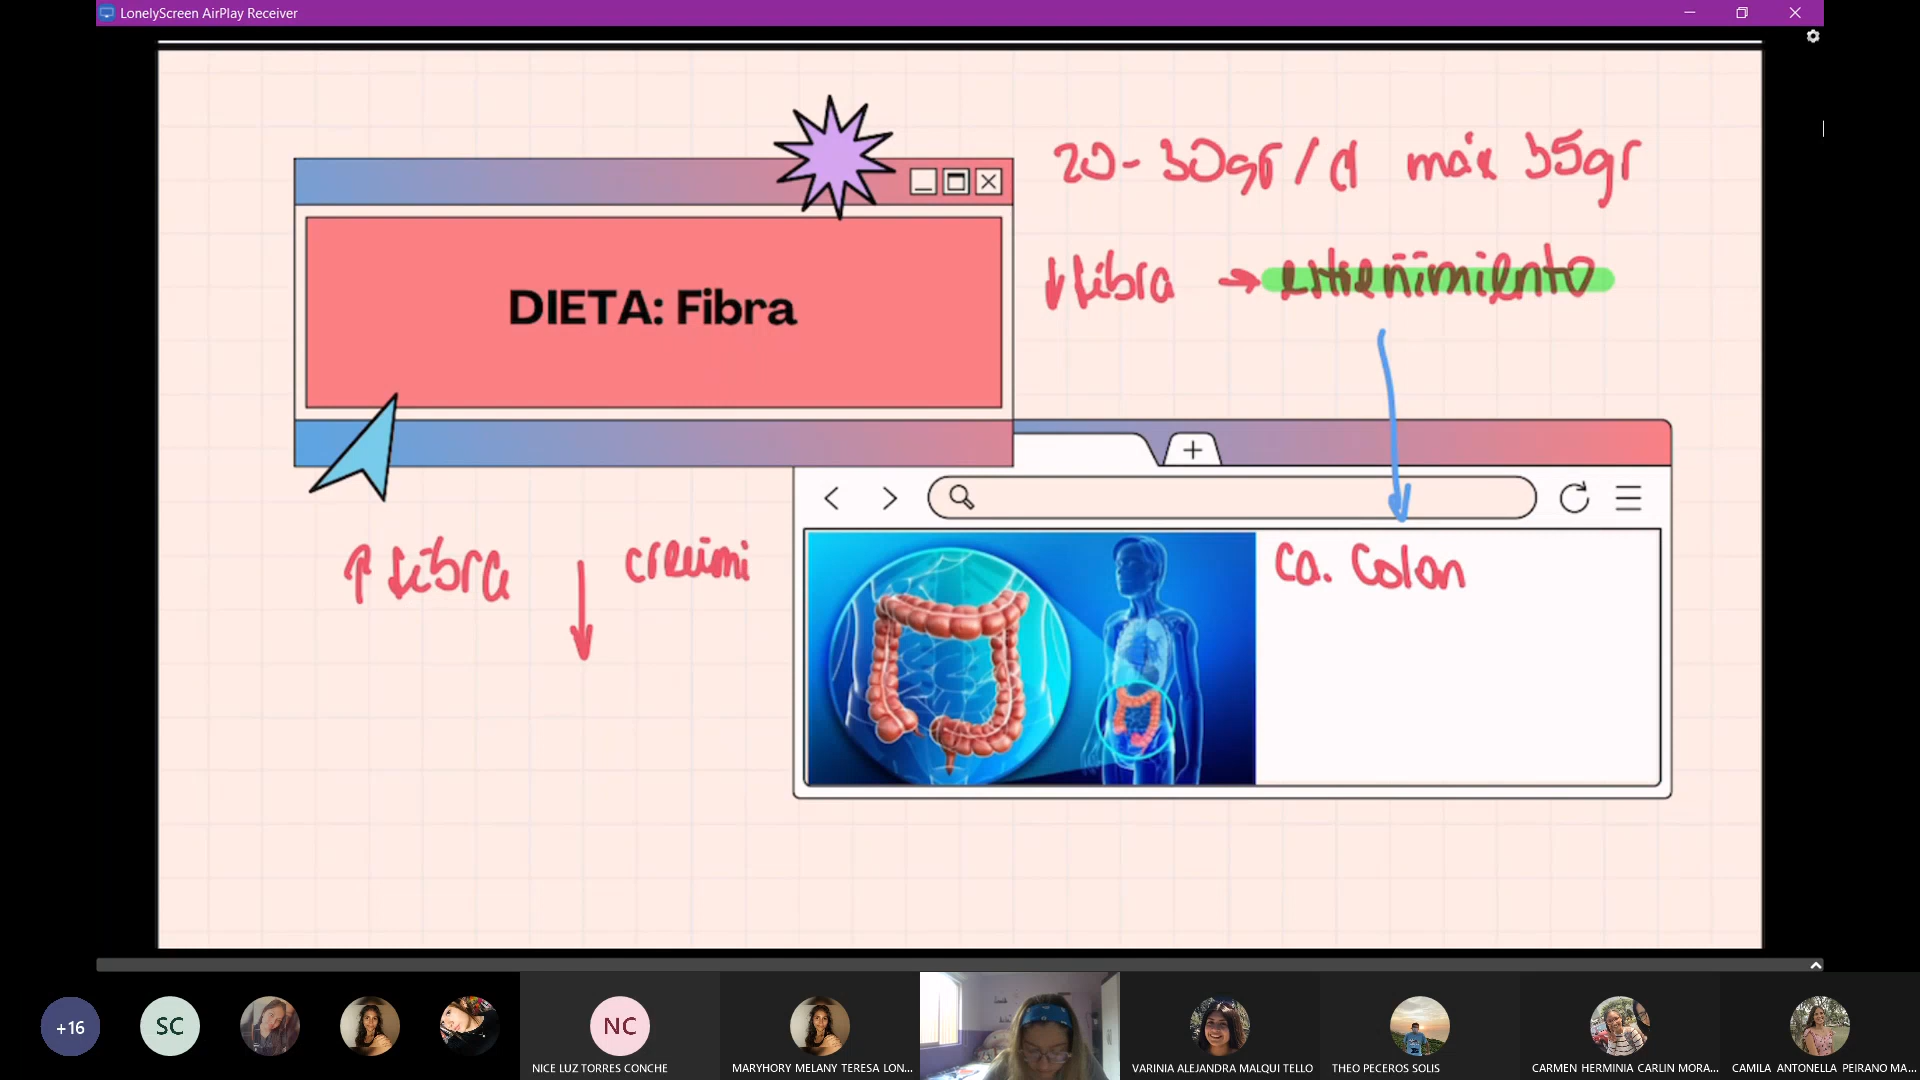 LonelyScreen AirPlay Receiver
20-30gr/d máx 35gr
↓fibra → estreñimiento
DIETA: Fibra
↑ fibra ↓ crecimi
Ca. Colon
+16
SC
NC
NICE LUZ TORRES CONCHE
MARYHORY MELANY TERESA LON...
VARINIA ALEJANDRA MALQUI TELLO
THEO PECEROS SOLIS
CARMEN HERMINIA CARLIN MORA...
CAMILA ANTONELLA PEIRANO MA...